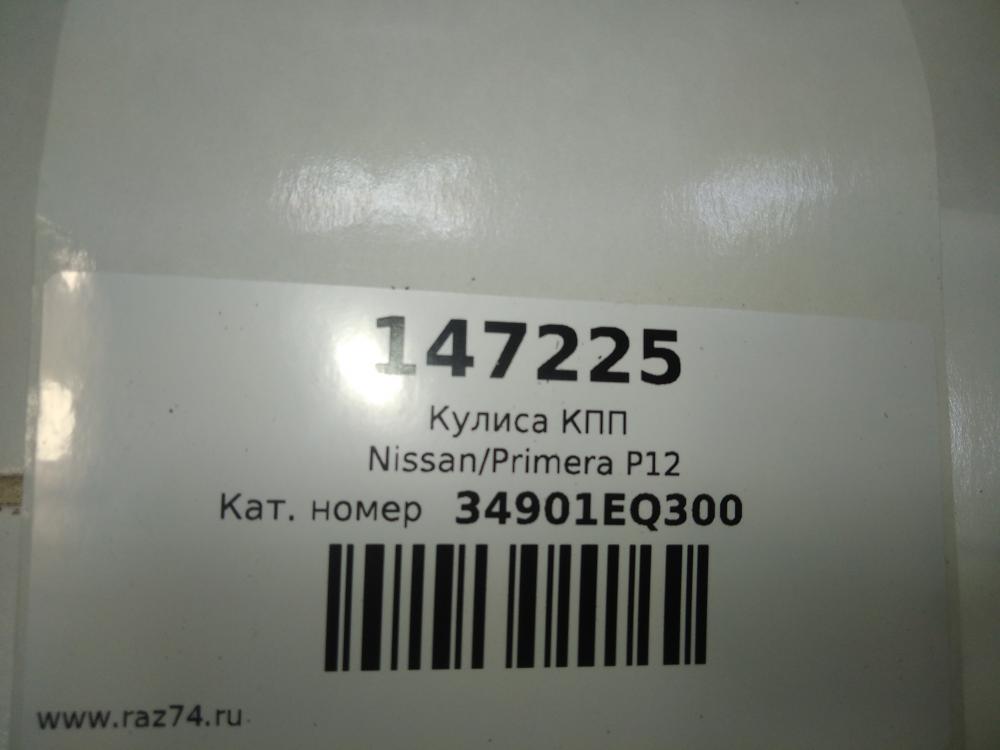 147225
Кулиса КПП
Nissan/Primera P12
Кат. номер 34901EQ300
www.raz74.ru